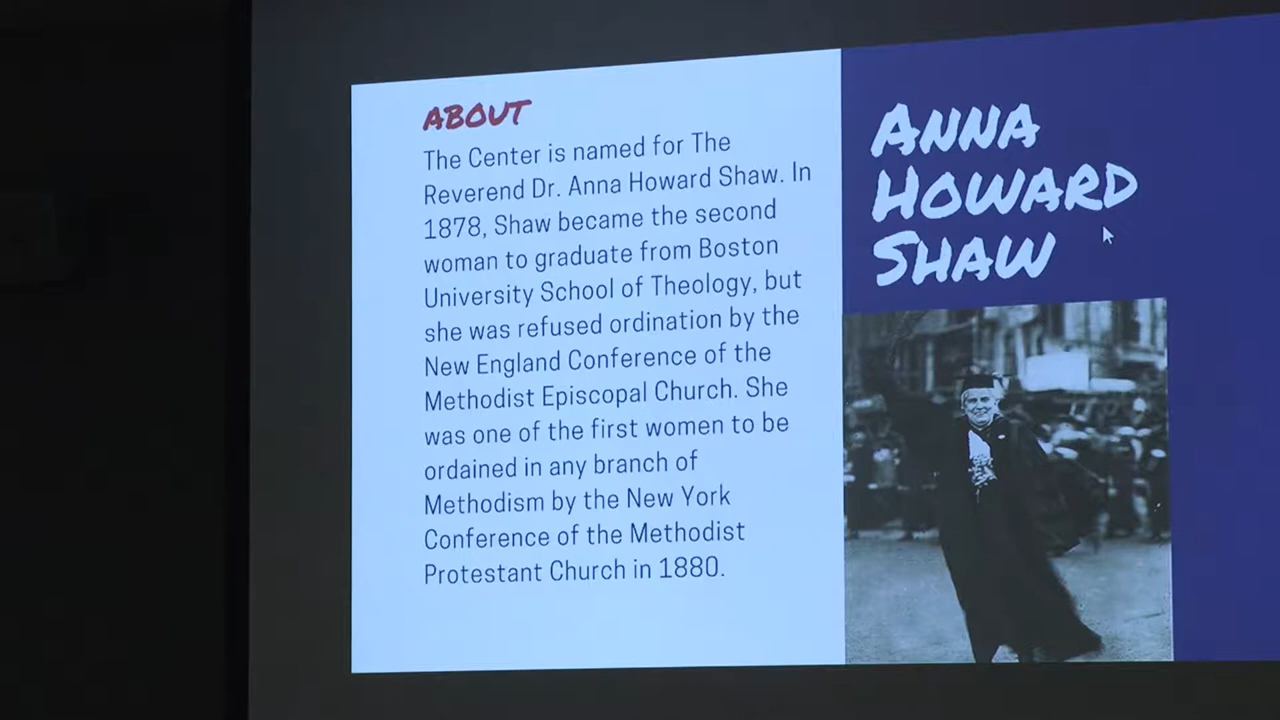 ABOUT
The Center is named for The
Reverend Dr. Anna Howard Shaw. In
1878, Shaw became the second
woman to graduate from Boston
University School of Theology, but
she was refused ordination by the
New England Conference of the
Methodist Episcopal Church. She
was one of the first women to be
ordained in any branch of
Methodism by the New York
Conference of the Methodist
Protestant Church in 1880.
ANNA
HOWARD
SHAW